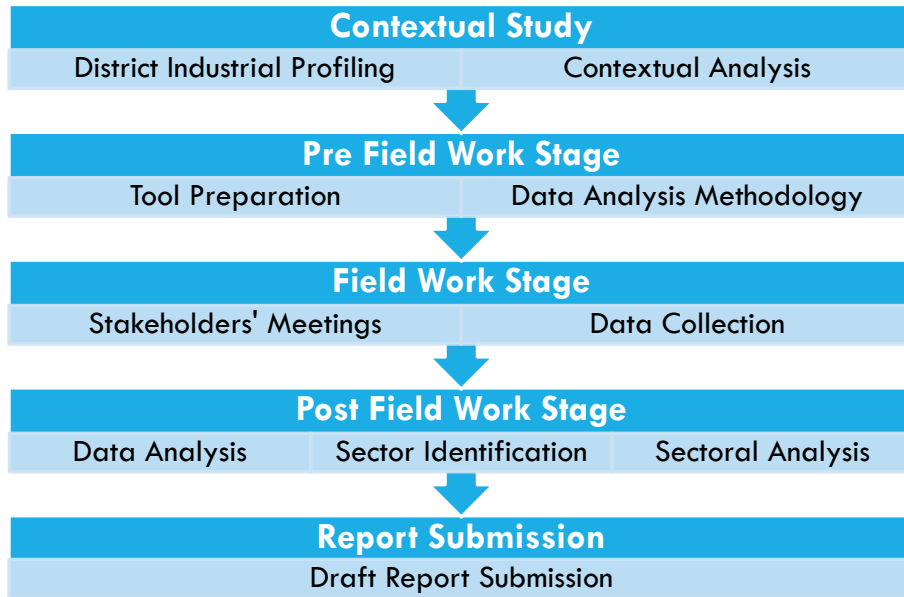 Contextual Study
District Industrial Profiling Contextual Analysis
Pre Field Work Stage
Tool Preparation Data Analysis Methodology
Field Work Stage
Stakeholders' Meetings Data Collection
Post Field Work Stage
Data Analysis Sector Identification Sectoral Analysis
Report Submission
Draft Report Submission